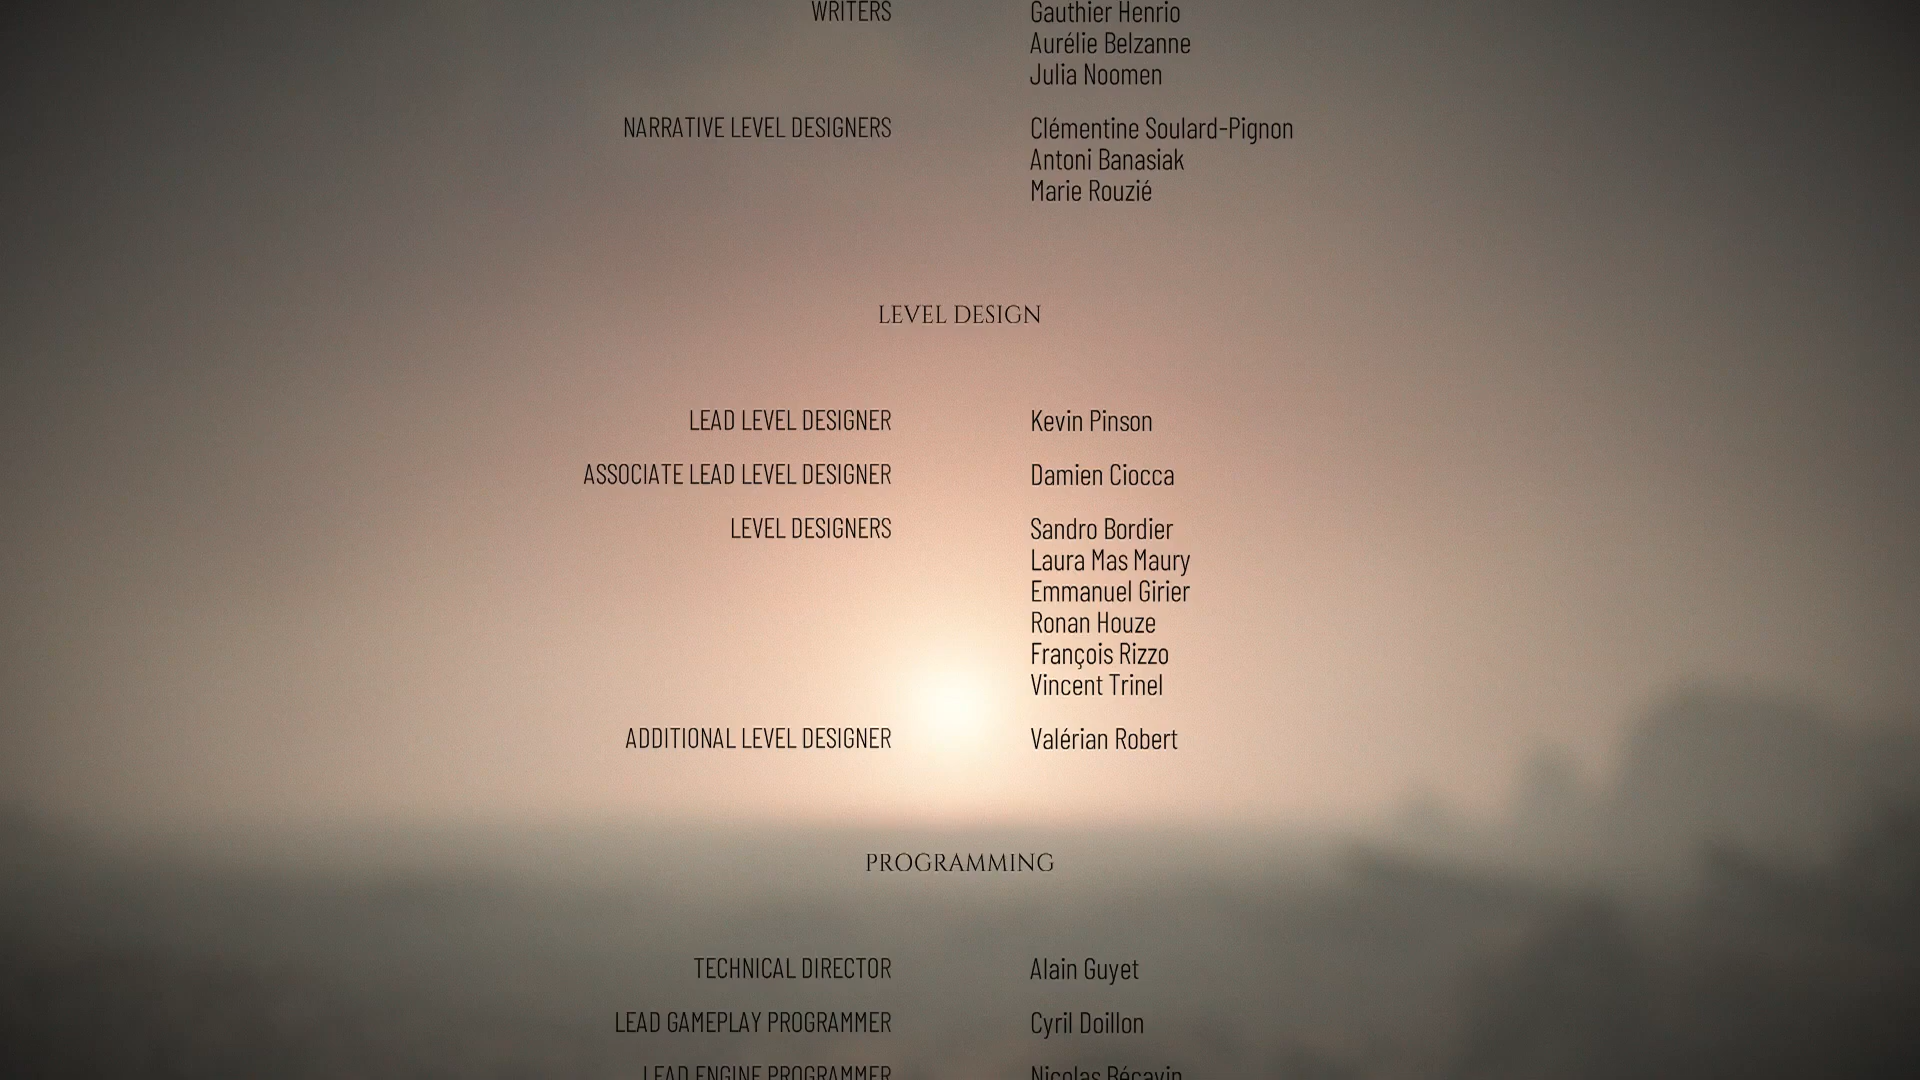 WRITERS Gauthier Henrio
Aurélie Belzanne
Julia Noomen
NARRATIVE LEVEL DESIGNERS Clémentine Soulard-Pignon
Antoni Banasiak
Marie Rouzié
LEVEL DESIGN
LEAD LEVEL DESIGNER Kevin Pinson
ASSOCIATE LEAD LEVEL DESIGNER Damien Ciocca
LEVEL DESIGNERS Sandro Bordier
Laura Mas Maury
Emmanuel Girier
Ronan Houze
François Rizzo
Vincent Trinel
ADDITIONAL LEVEL DESIGNER Valérian Robert
PROGRAMMING
TECHNICAL DIRECTOR Alain Guyet
LEAD GAMEPLAY PROGRAMMER Cyril Doillon
LEAD ENGINE PROGRAMMER Nicolas Bécavin